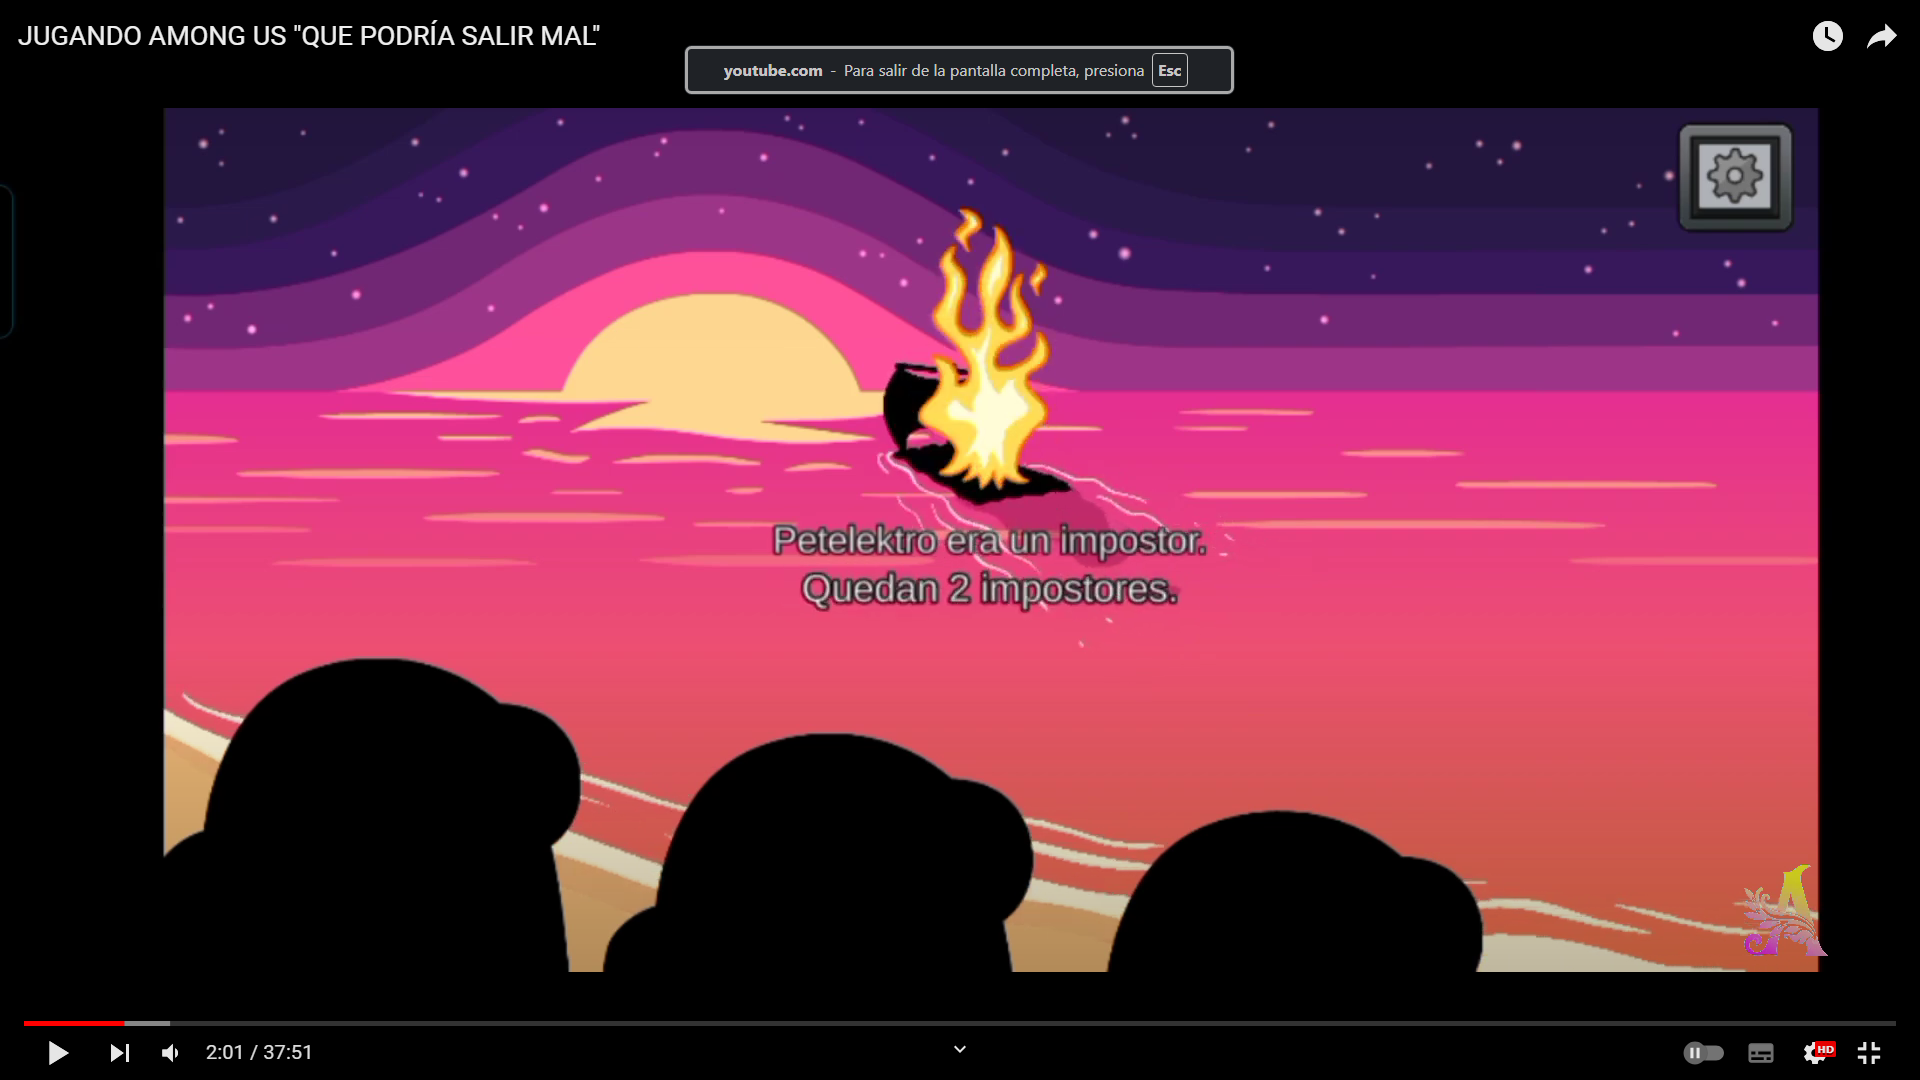 JUGANDO AMONG US "QUE PODRÍA SALIR MAL"
youtube.com - Para salir de la pantalla completa, presiona Esc
Petelektro era un impostor.
Quedan 2 impostores.
A
2:01 / 37:51
HD